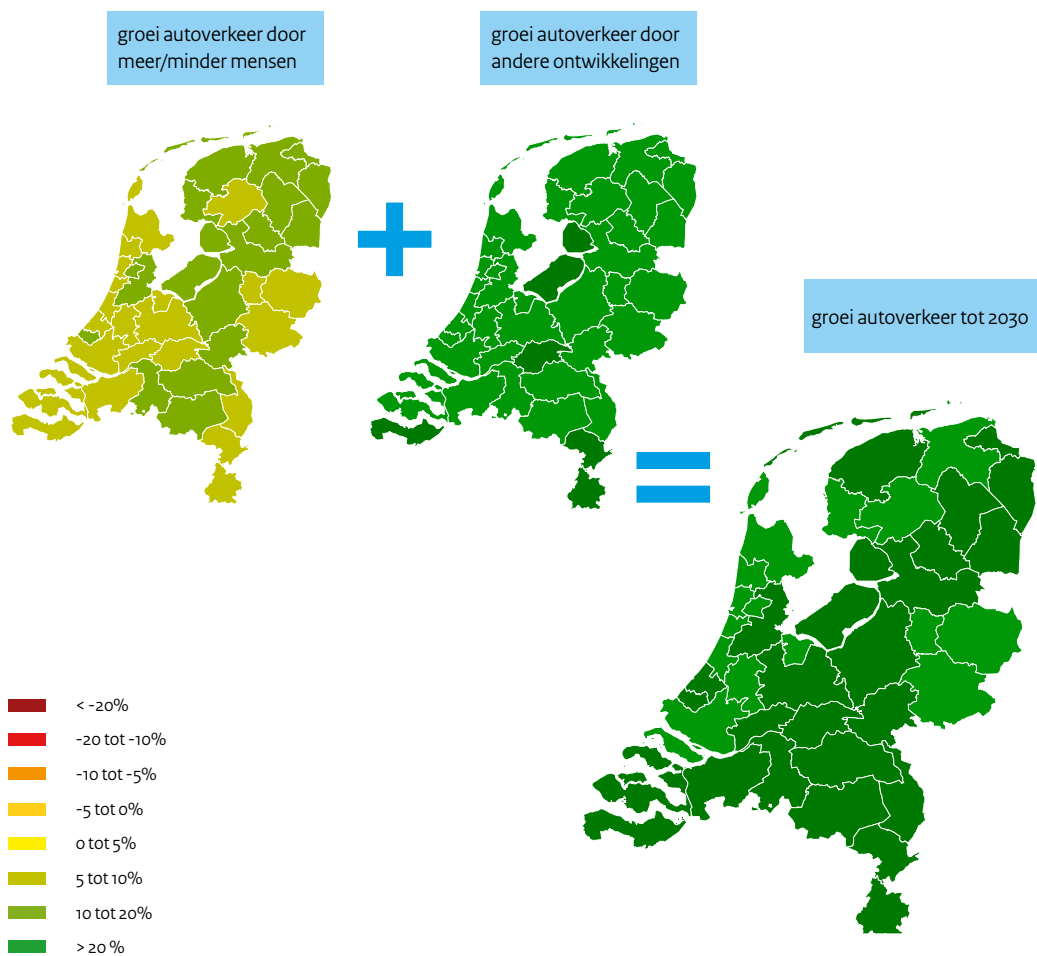 groei autoverkeer door
meer/minder mensen
groei autoverkeer door
andere ontwikkelingen
groei autoverkeer tot 2030
< -20%
-20 tot -10%
-10 tot -5%
-5 tot 0%
0 tot 5%
5 tot 10%
10 tot 20%
> 20 %